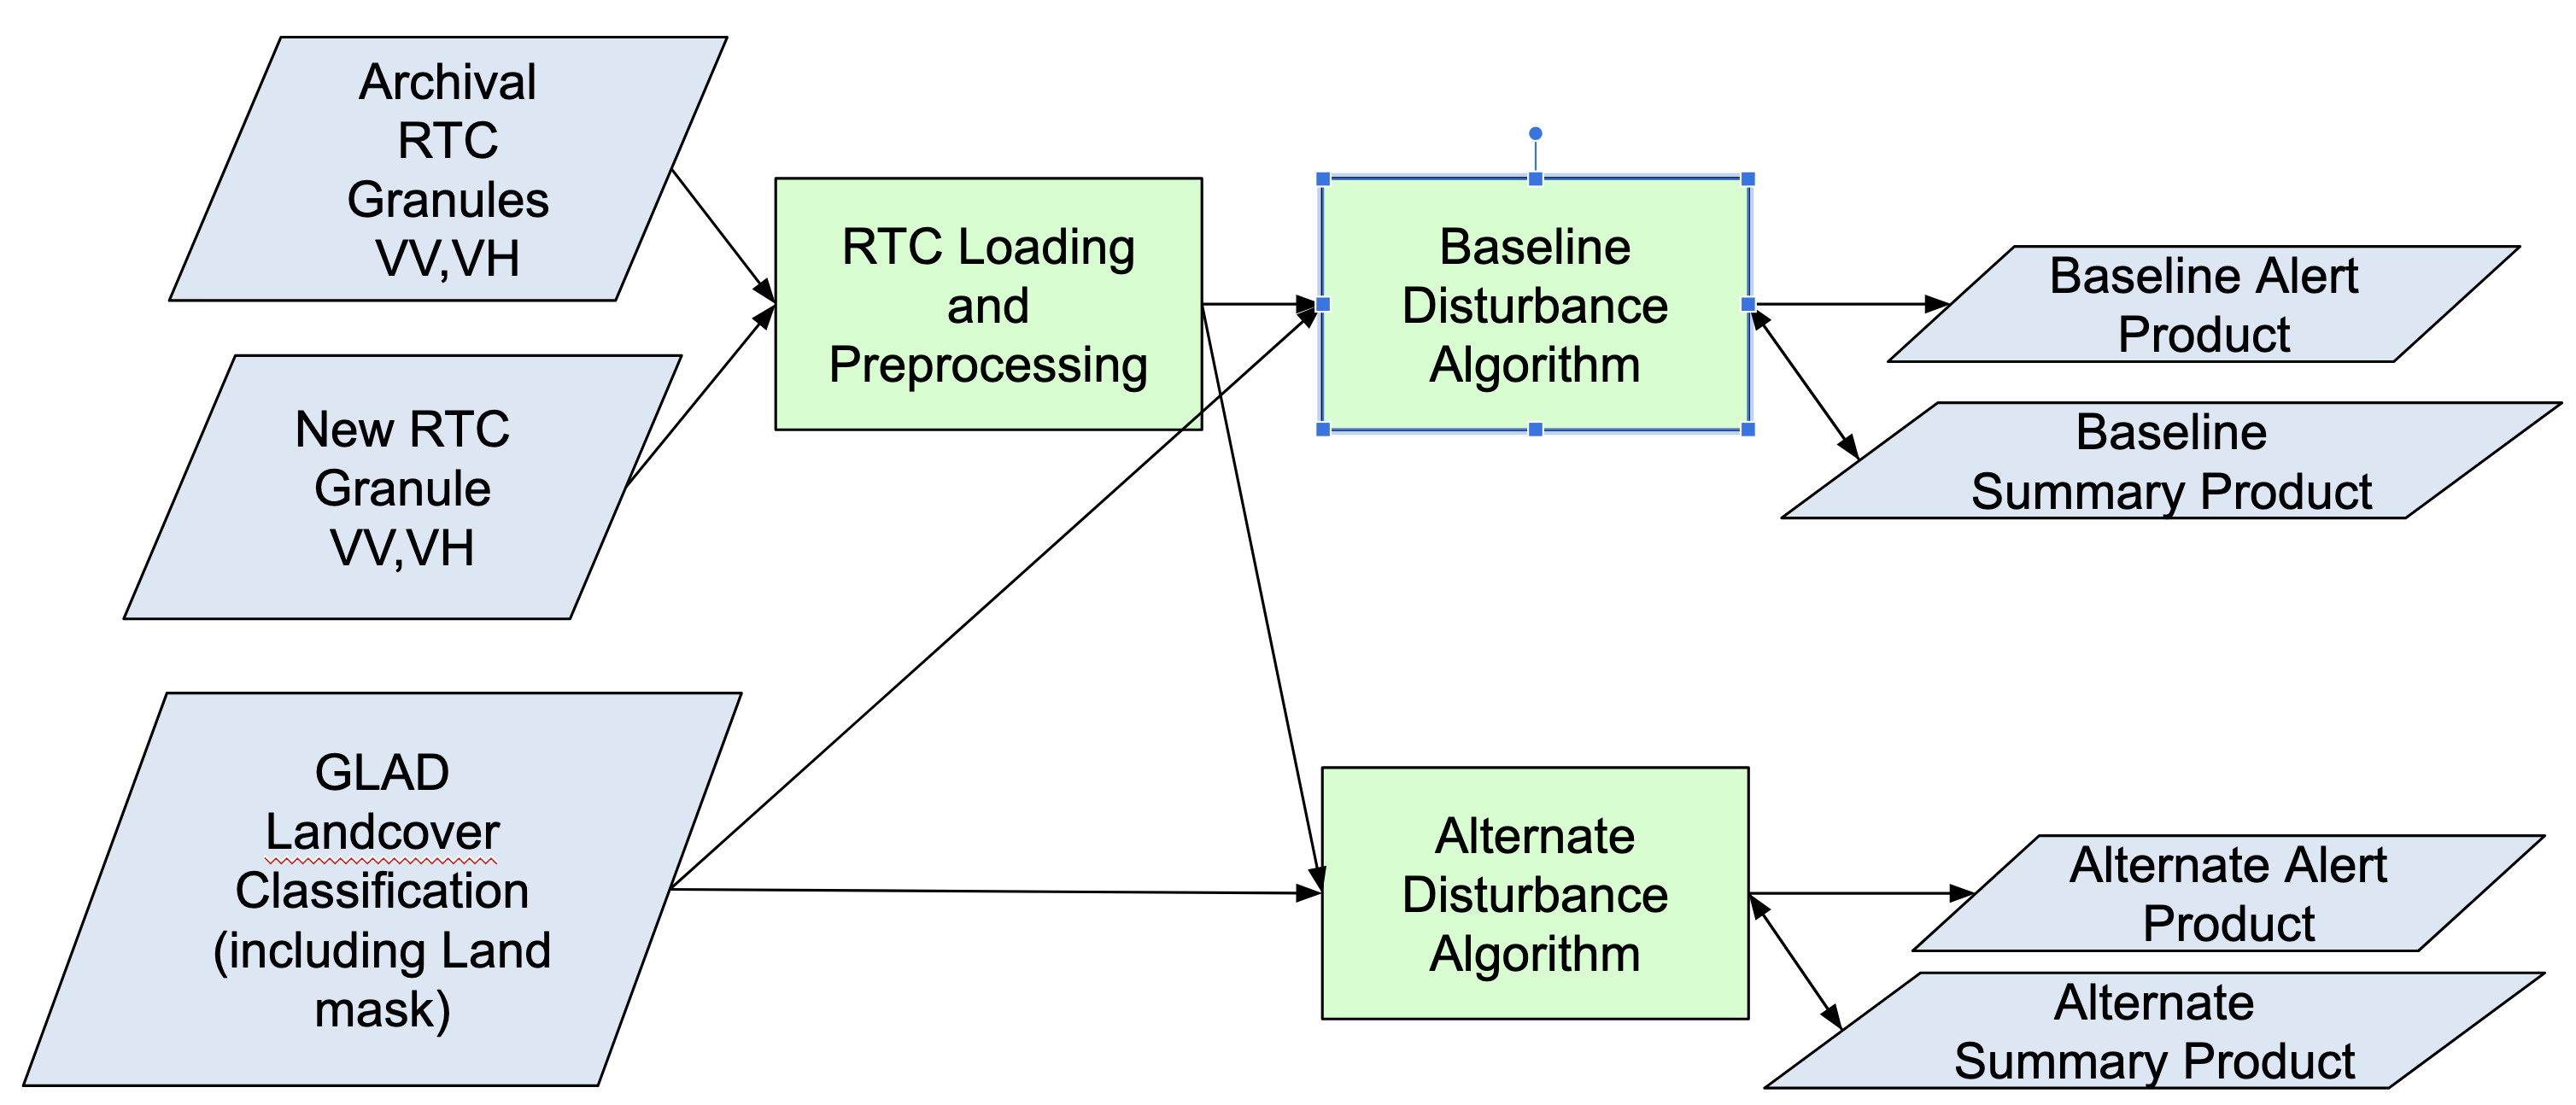 Archival
RTC
Granules
VV,VH
New RTC
Granule
VV,VH
GLAD
Landcover
Classification
(including Land
mask)
RTC Loading
and
Preprocessing
Baseline
Disturbance
Algorithm
Baseline Alert
Product
Baseline
Summary Product
Alternate
Disturbance
Algorithm
Alternate Alert
Product
Alternate
Summary Product